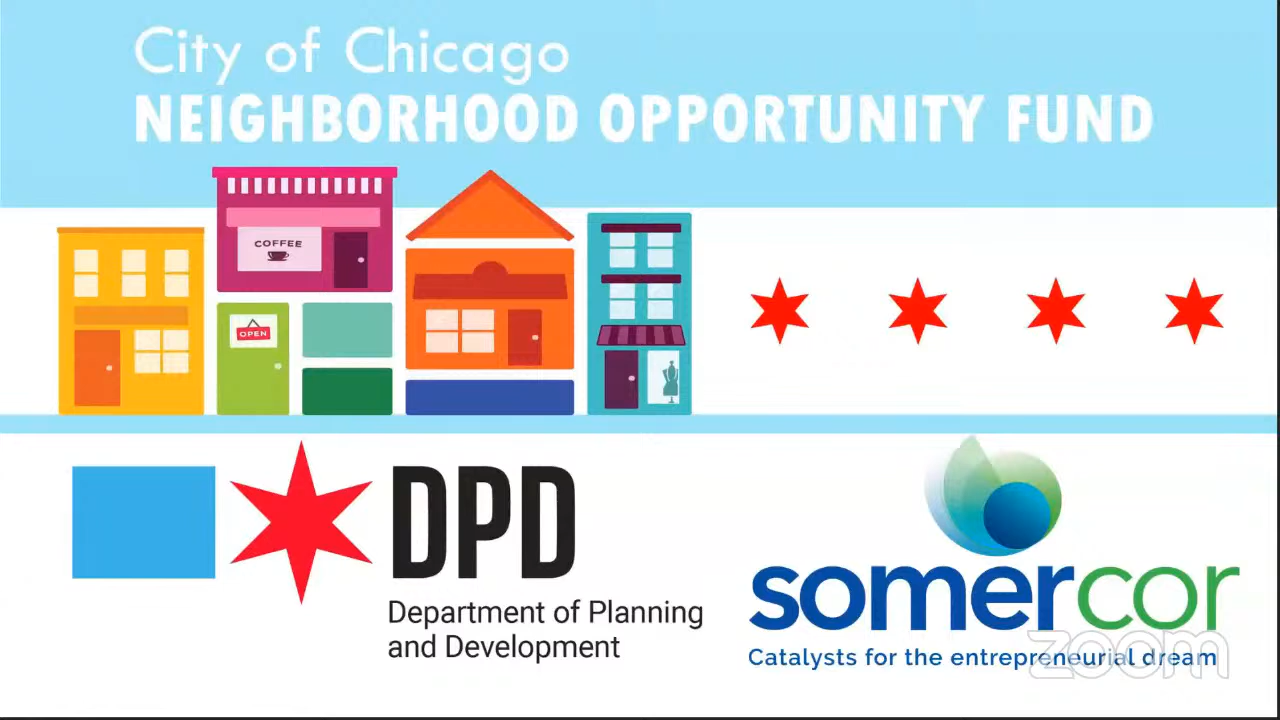 City of Chicago
NEIGHBORHOOD OPPORTUNITY FUND
COFFEE
OPEN
DPD
Department of Planning
and Development
somercor
Catalysts for the entrepreneurial dream
zoom